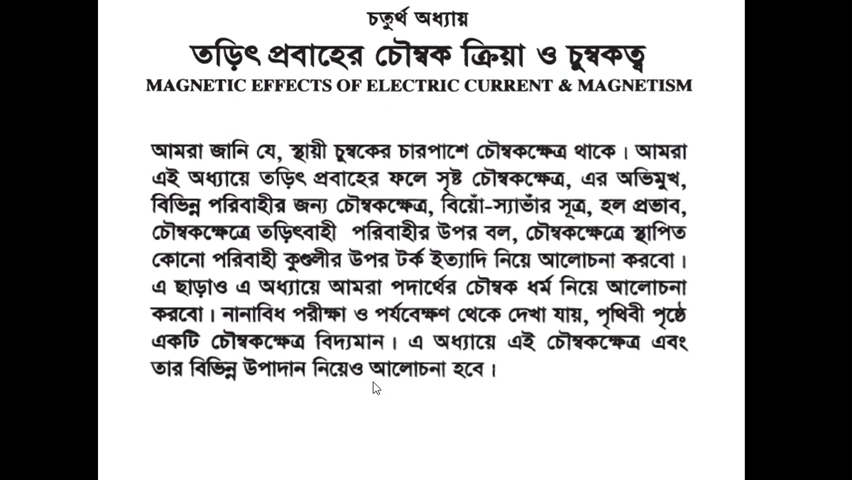 চতুর্থ অধ্যায়
তড়িৎ প্রবাহের চৌম্বক ক্রিয়া ও চুম্বকত্ব
MAGNETIC EFFECTS OF ELECTRIC CURRENT & MAGNETISM
আমরা জানি যে, স্থায়ী চুম্বকের চারপাশে চৌম্বকক্ষেত্র থাকে। আমরা
এই অধ্যায়ে তড়িৎ প্রবাহের ফলে সৃষ্ট চৌম্বকক্ষেত্র, এর অভিমুখ,
বিভিন্ন পরিবাহীর জন্য চৌম্বকক্ষেত্র, বিয়োঁ-স্যাভাঁর সূত্র, হল প্রভাব,
চৌম্বকক্ষেত্রে তড়িৎবাহী পরিবাহীর উপর বল, চৌম্বকক্ষেত্রে স্থাপিত
কোনো পরিবাহী কুণ্ডলীর উপর টর্ক ইত্যাদি নিয়ে আলোচনা করবো।
এ ছাড়াও এ অধ্যায়ে আমরা পদার্থের চৌম্বক ধর্ম নিয়ে আলোচনা
করবো। নানাবিধ পরীক্ষা ও পর্যবেক্ষণ থেকে দেখা যায়, পৃথিবী পৃষ্ঠে
একটি চৌম্বকক্ষেত্র বিদ্যমান। এ অধ্যায়ে এই চৌম্বকক্ষেত্র এবং
তার বিভিন্ন উপাদান নিয়েও আলোচনা হবে।